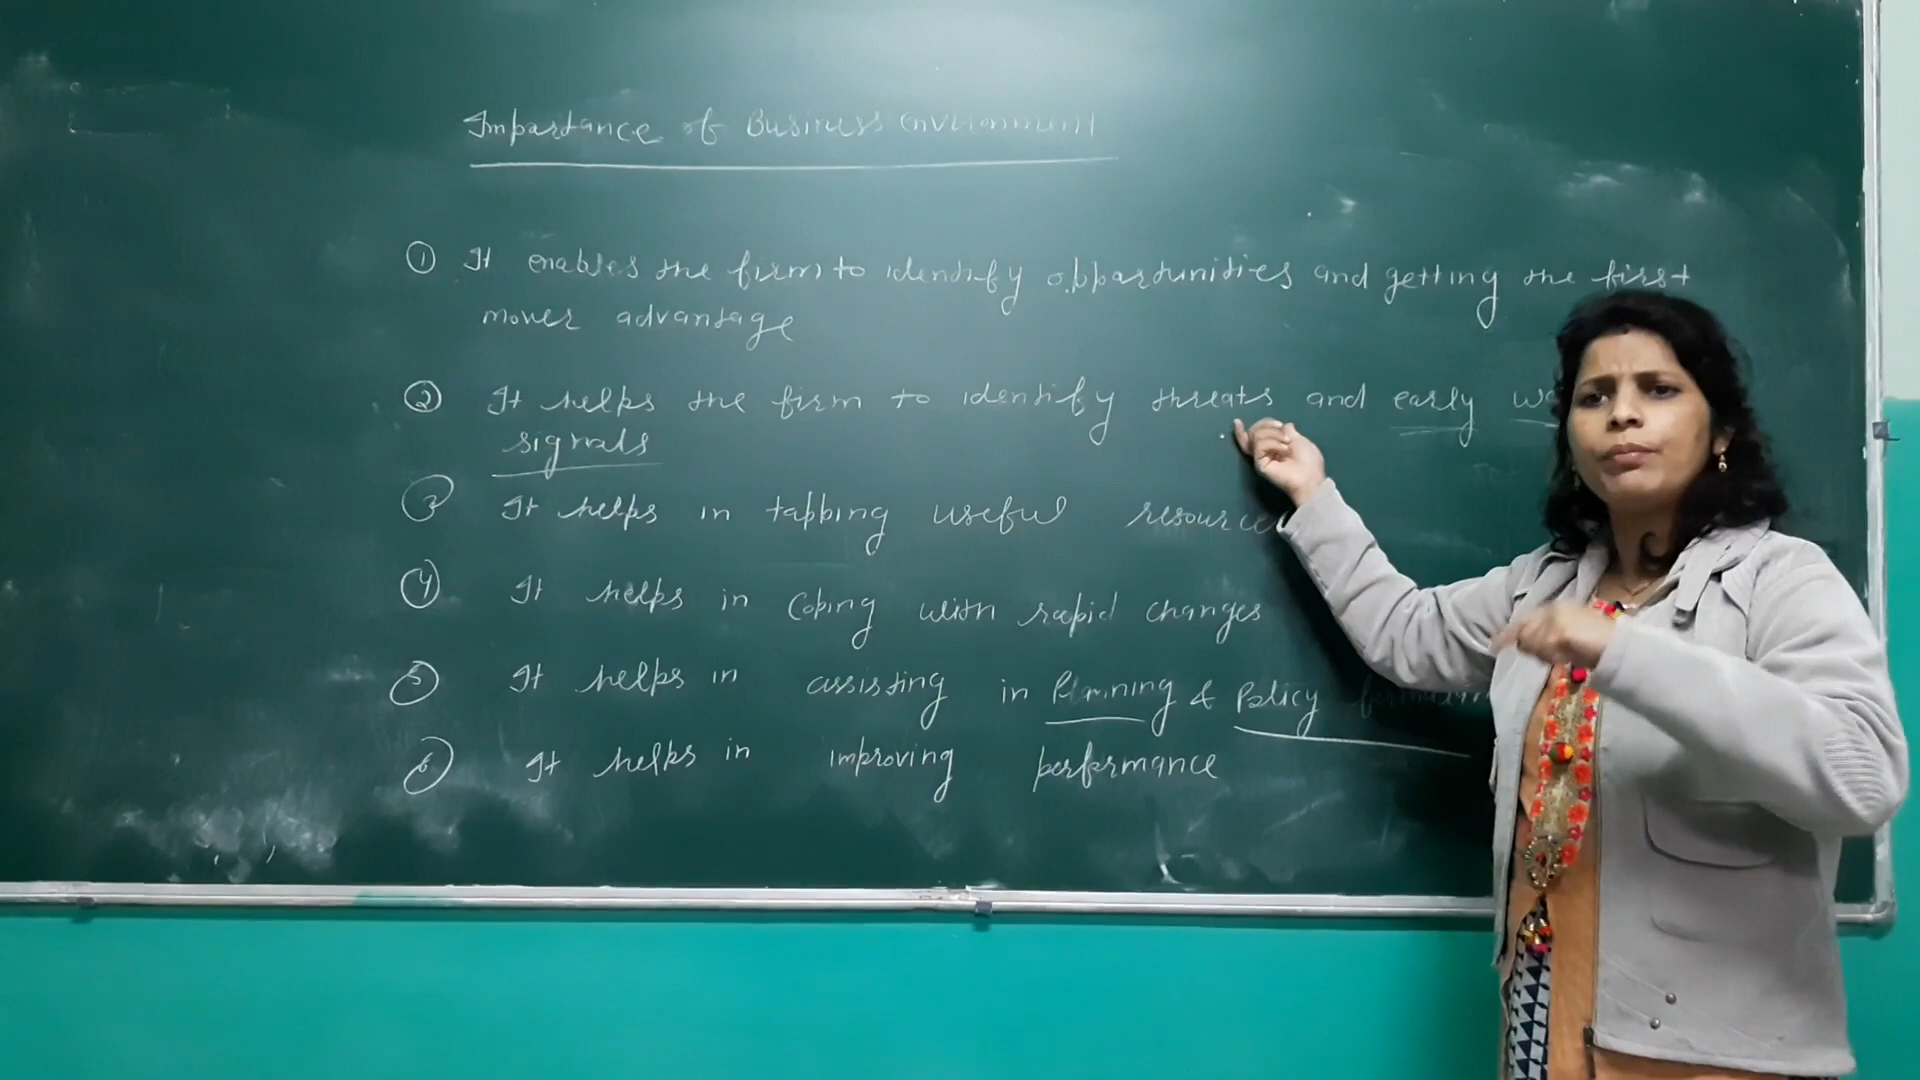 Importance of Business environment
① It enables the firm to identify opportunities and getting the first
mover advantage
② It helps the firm to identify threats and early
signals
③ It helps in tapping useful resource
④ It helps in coping with rapid changes
⑤ It helps in assisting in Planning & Policy
⑥ It helps in improving performance